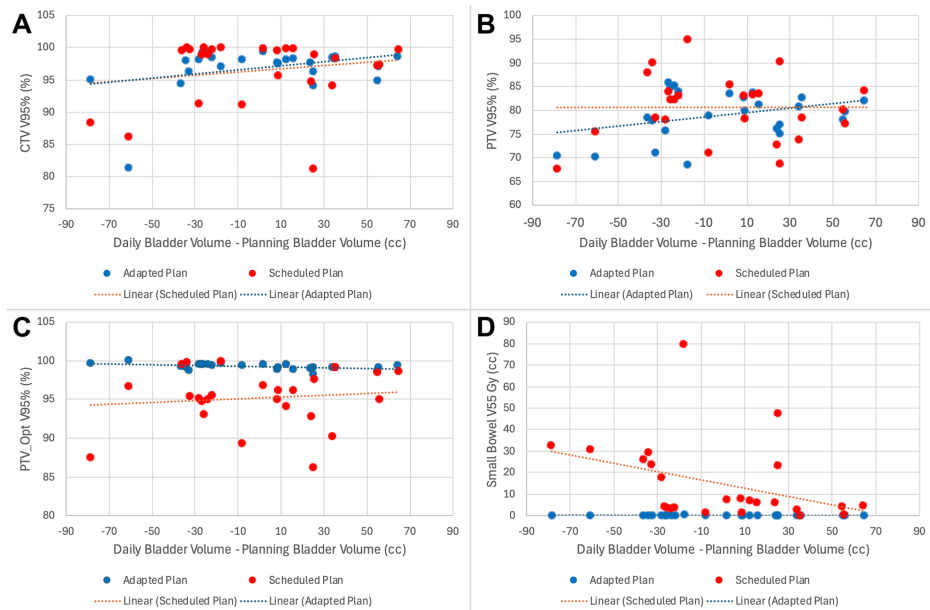 A
CTV V95% (%)
105
100
95
90
85
80
75
-90 -70 -50 -30 -10 10 30 50 70 90
Daily Bladder Volume - Planning Bladder Volume (cc)
Adapted Plan Scheduled Plan
Linear (Scheduled Plan) Linear (Adapted Plan)
B
PTV V95% (%)
100
95
90
85
80
75
70
65
60
-90 -70 -50 -30 -10 10 30 50 70 90
Daily Bladder Volume - Planning Bladder Volume (cc)
Adapted Plan Scheduled Plan
Linear (Adapted Plan) Linear (Scheduled Plan)
C
PTV_Opt V95% (%)
105
100
95
90
85
80
-90 -70 -50 -30 -10 10 30 50 70 90
Daily Bladder Volume - Planning Bladder Volume (cc)
Adapted Plan Scheduled Plan
Linear (Scheduled Plan) Linear (Adapted Plan)
D
Small Bowel V55 Gy (cc)
90
80
70
60
50
40
30
20
10
0
-90 -70 -50 -30 -10 10 30 50 70 90
Daily Bladder Volume - Planning Bladder Volume (cc)
Adapted Plan Scheduled Plan
Linear (Scheduled Plan) Linear (Adapted Plan)